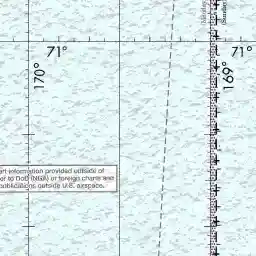 71°
71°
170°
169°
rt information provided outside of
or to DoD (NGA) or foreign charts and
publications outside U.S. airspace.